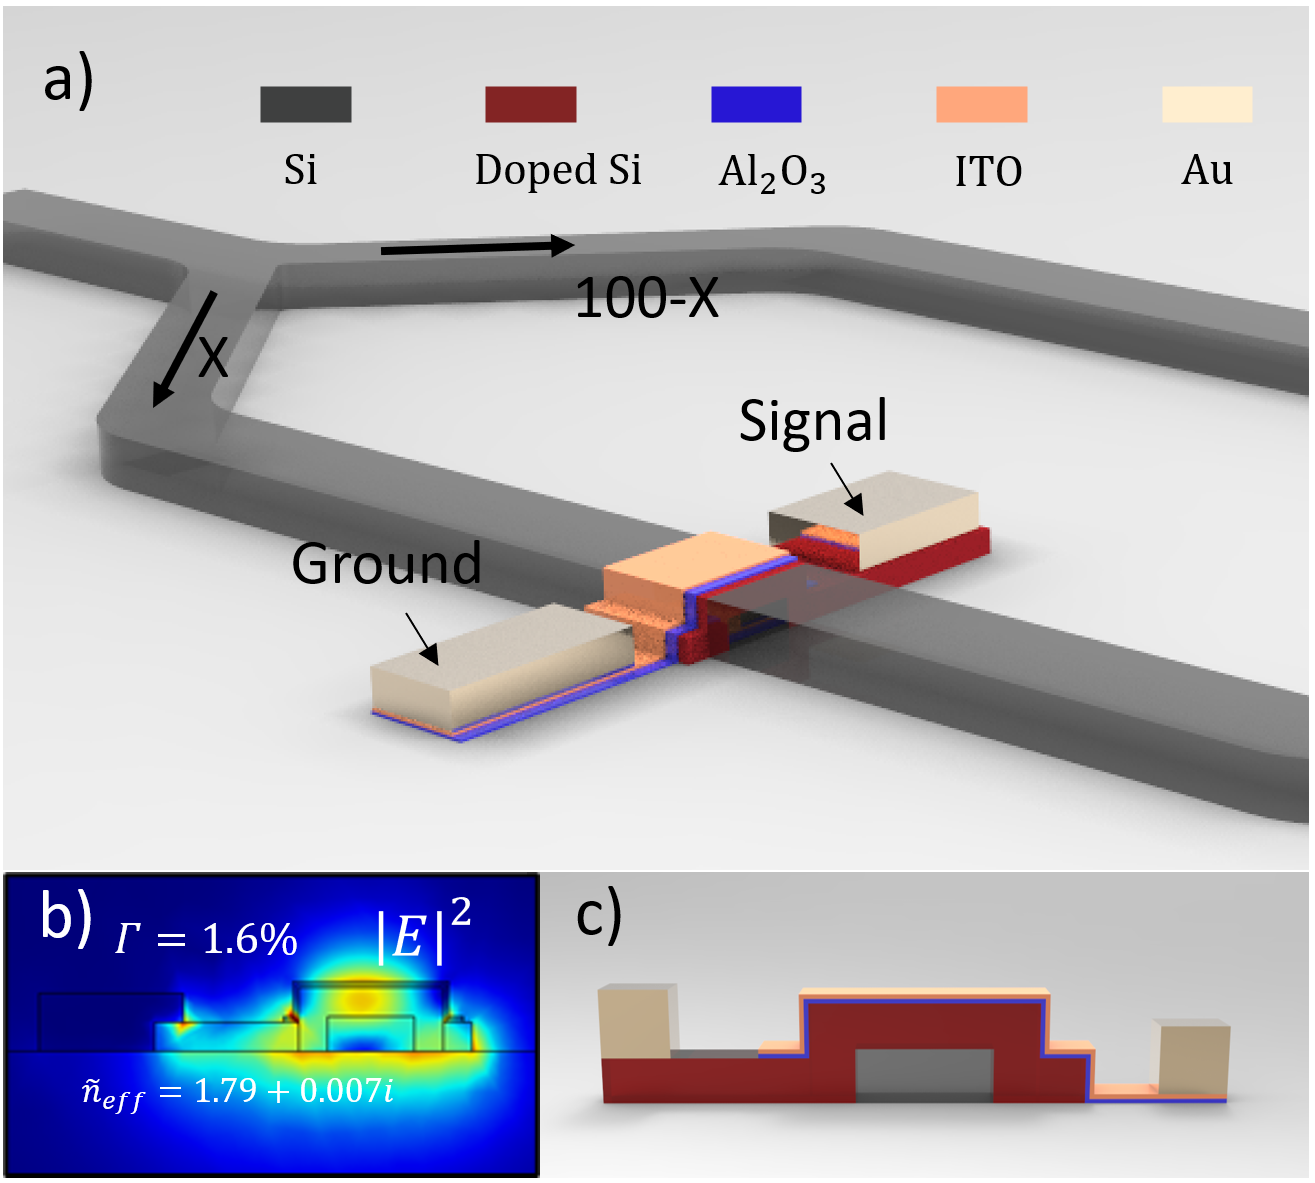 a)
Si
Doped Si
Al₂O₃
ITO
Au
100-X
X
Signal
Ground
b)
Γ = 1.6%
|E|²
ñ_eff = 1.79 + 0.007i
c)